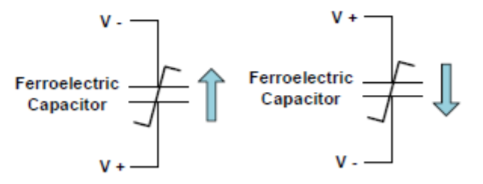 V -
Ferroelectric
Capacitor
V +
V +
Ferroelectric
Capacitor
V -